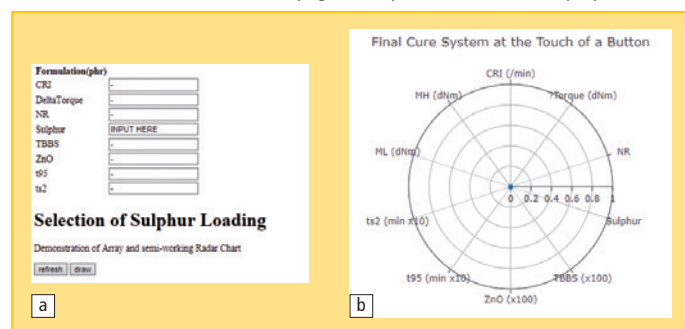 Formulation(phr)
CRI -
DeltaTorque -
NR -
Sulphur INPUT HERE
TBBS -
ZnO -
t95 -
ts2 -
Selection of Sulphur Loading
Demonstration of Array and semi-working Radar Chart
refresh draw
a
Final Cure System at the Touch of a Button
CRI (/min)
MH (dNm) ?Torque (dNm)
ML (dNm) NR
0 0.2 0.4 0.6 0.8 1
ts2 (min x10) Sulphur
t95 (min x10) TBBS (x100)
ZnO (x100)
b